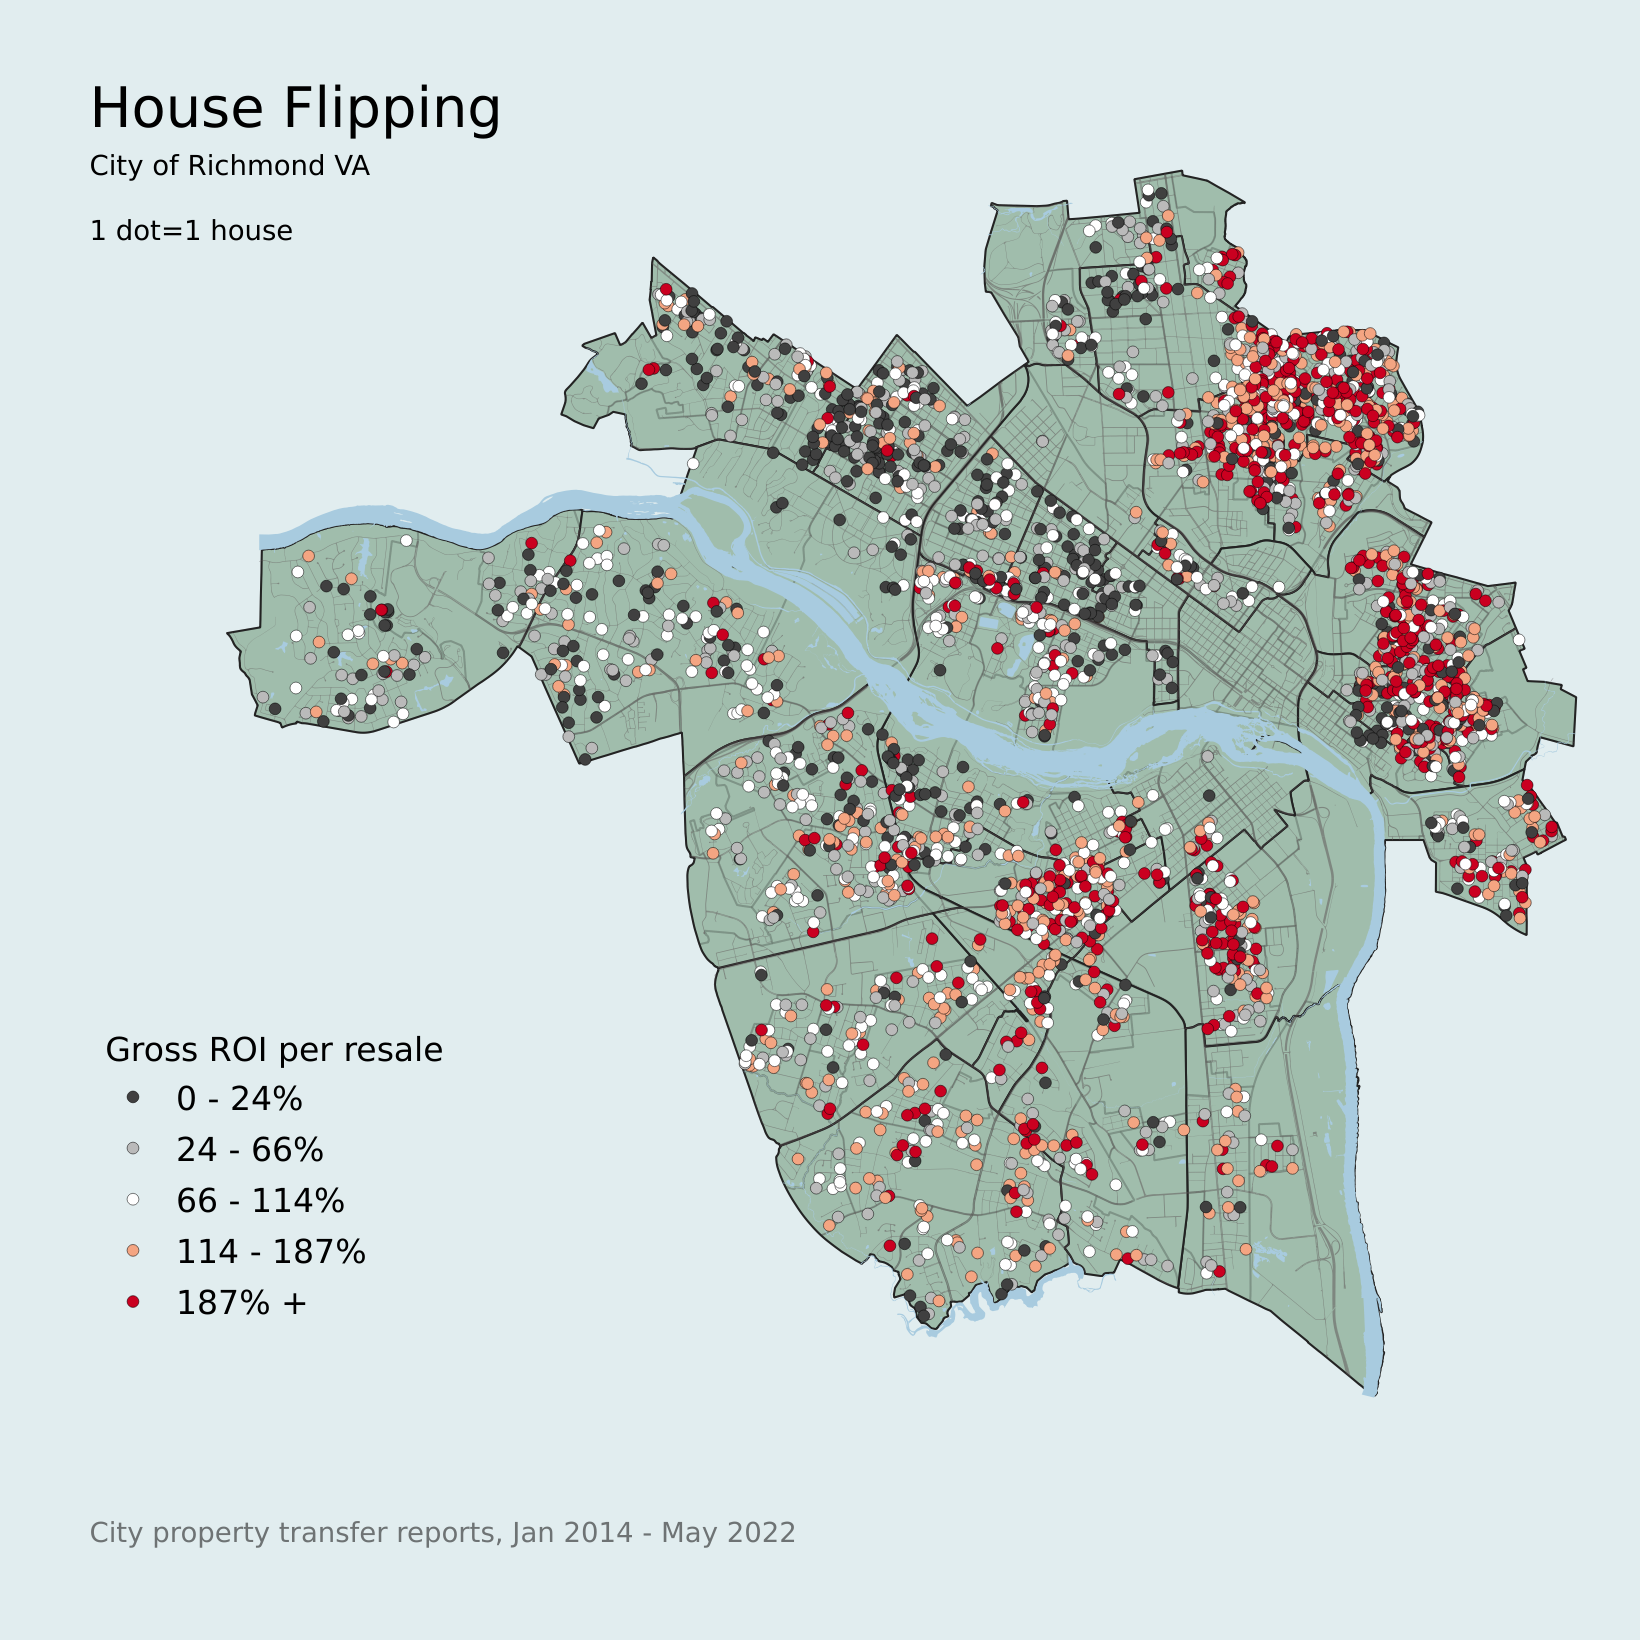 House Flipping
City of Richmond VA
1 dot=1 house
Gross ROI per resale
0 - 24%
24 - 66%
66 - 114%
114 - 187%
187% +
City property transfer reports, Jan 2014 - May 2022